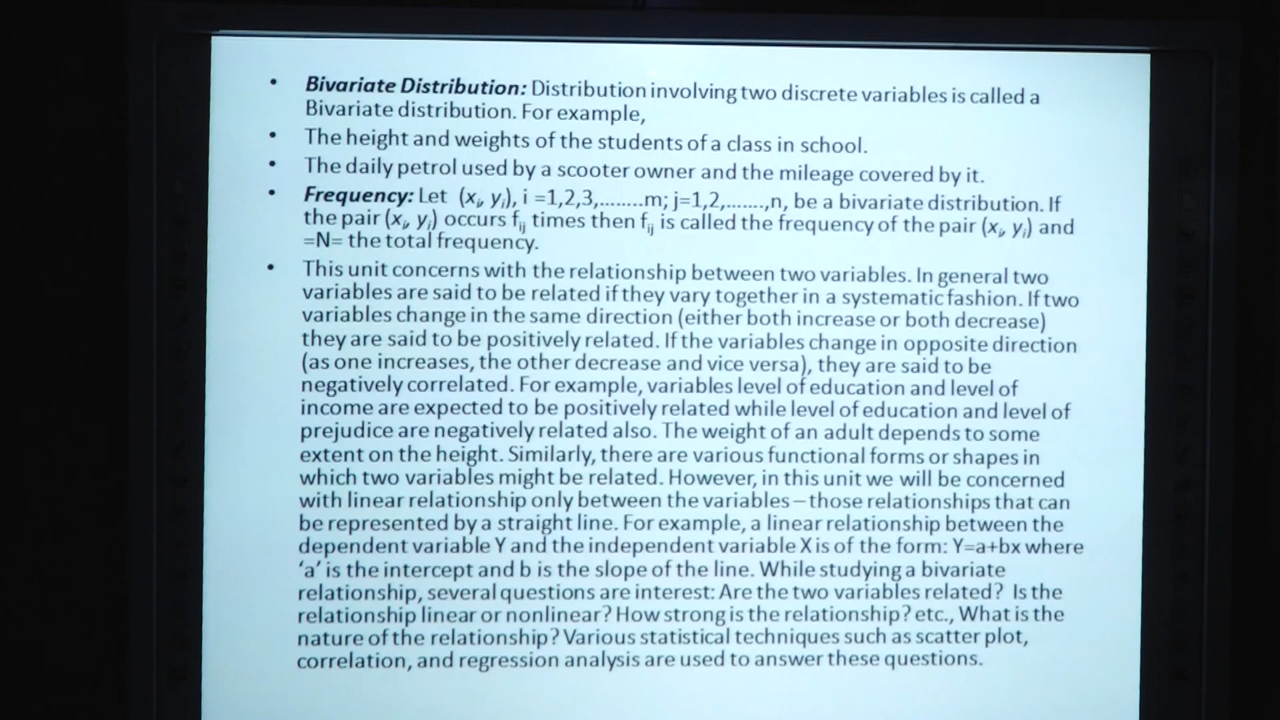 • Bivariate Distribution: Distribution involving two discrete variables is called a
Bivariate distribution. For example,
• The height and weights of the students of a class in school.
• The daily petrol used by a scooter owner and the mileage covered by it.
• Frequency: Let (xi, yi), i =1,2,3,........m; j=1,2,.......,n, be a bivariate distribution. If
the pair (xi, yi) occurs fij times then fij is called the frequency of the pair (xi, yi) and
=N= the total frequency.
• This unit concerns with the relationship between two variables. In general two
variables are said to be related if they vary together in a systematic fashion. If two
variables change in the same direction (either both increase or both decrease)
they are said to be positively related. If the variables change in opposite direction
(as one increases, the other decrease and vice versa), they are said to be
negatively correlated. For example, variables level of education and level of
income are expected to be positively related while level of education and level of
prejudice are negatively related also. The weight of an adult depends to some
extent on the height. Similarly, there are various functional forms or shapes in
which two variables might be related. However, in this unit we will be concerned
with linear relationship only between the variables – those relationships that can
be represented by a straight line. For example, a linear relationship between the
dependent variable Y and the independent variable X is of the form: Y=a+bx where
‘a’ is the intercept and b is the slope of the line. While studying a bivariate
relationship, several questions are interest: Are the two variables related? Is the
relationship linear or nonlinear? How strong is the relationship? etc., What is the
nature of the relationship? Various statistical techniques such as scatter plot,
correlation, and regression analysis are used to answer these questions.